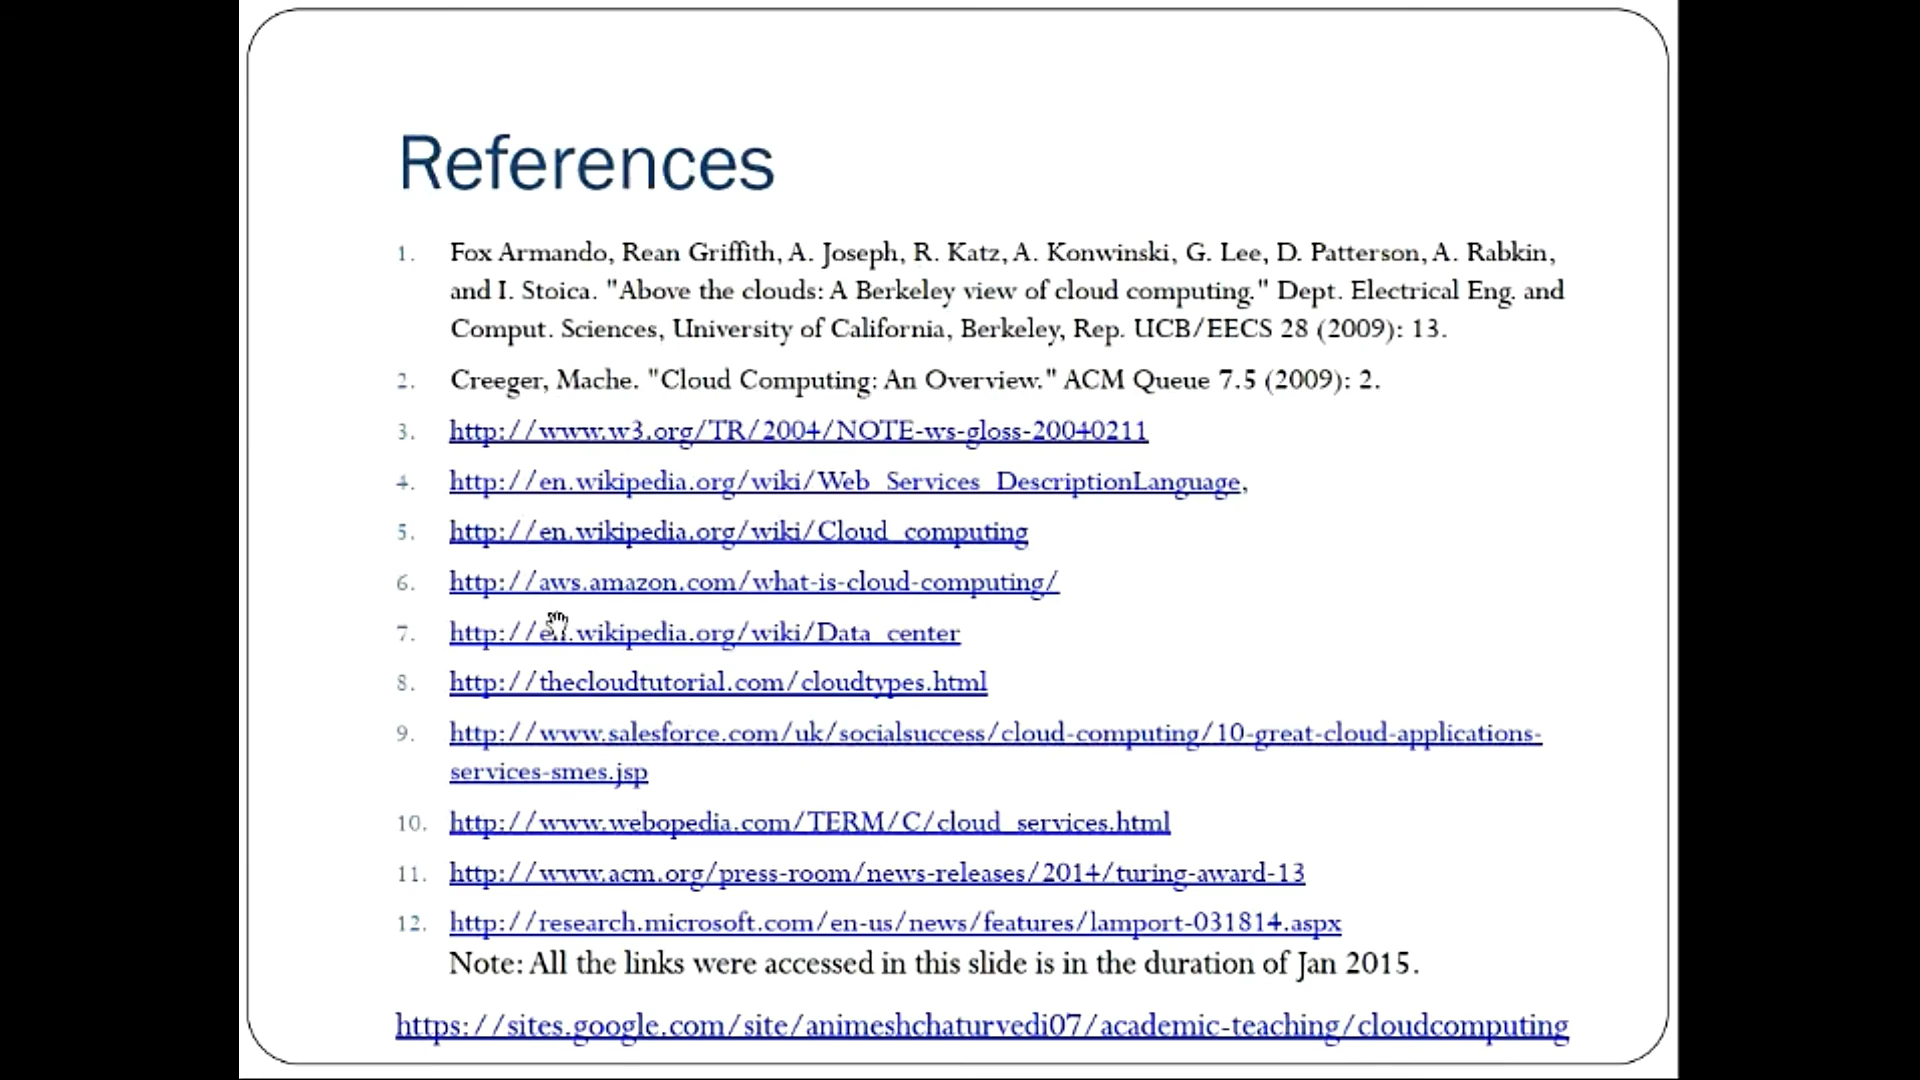 References
1. Fox Armando, Rean Griffith, A. Joseph, R. Katz, A. Konwinski, G. Lee, D. Patterson, A. Rabkin,
and I. Stoica. "Above the clouds: A Berkeley view of cloud computing." Dept. Electrical Eng. and
Comput. Sciences, University of California, Berkeley, Rep. UCB/EECS 28 (2009): 13.
2. Creeger, Mache. "Cloud Computing: An Overview." ACM Queue 7.5 (2009): 2.
3. http://www.w3.org/TR/2004/NOTE-ws-gloss-20040211
4. http://en.wikipedia.org/wiki/Web_Services_DescriptionLanguage,
5. http://en.wikipedia.org/wiki/Cloud_computing
6. http://aws.amazon.com/what-is-cloud-computing/
7. http://en.wikipedia.org/wiki/Data_center
8. http://thecloudtutorial.com/cloudtypes.html
9. http://www.salesforce.com/uk/socialsuccess/cloud-computing/10-great-cloud-applications-
services-smes.jsp
10. http://www.webopedia.com/TERM/C/cloud_services.html
11. http://www.acm.org/press-room/news-releases/2014/turing-award-13
12. http://research.microsoft.com/en-us/news/features/lamport-031814.aspx
Note: All the links were accessed in this slide is in the duration of Jan 2015.
https://sites.google.com/site/animeshchaturvedi07/academic-teaching/cloudcomputing